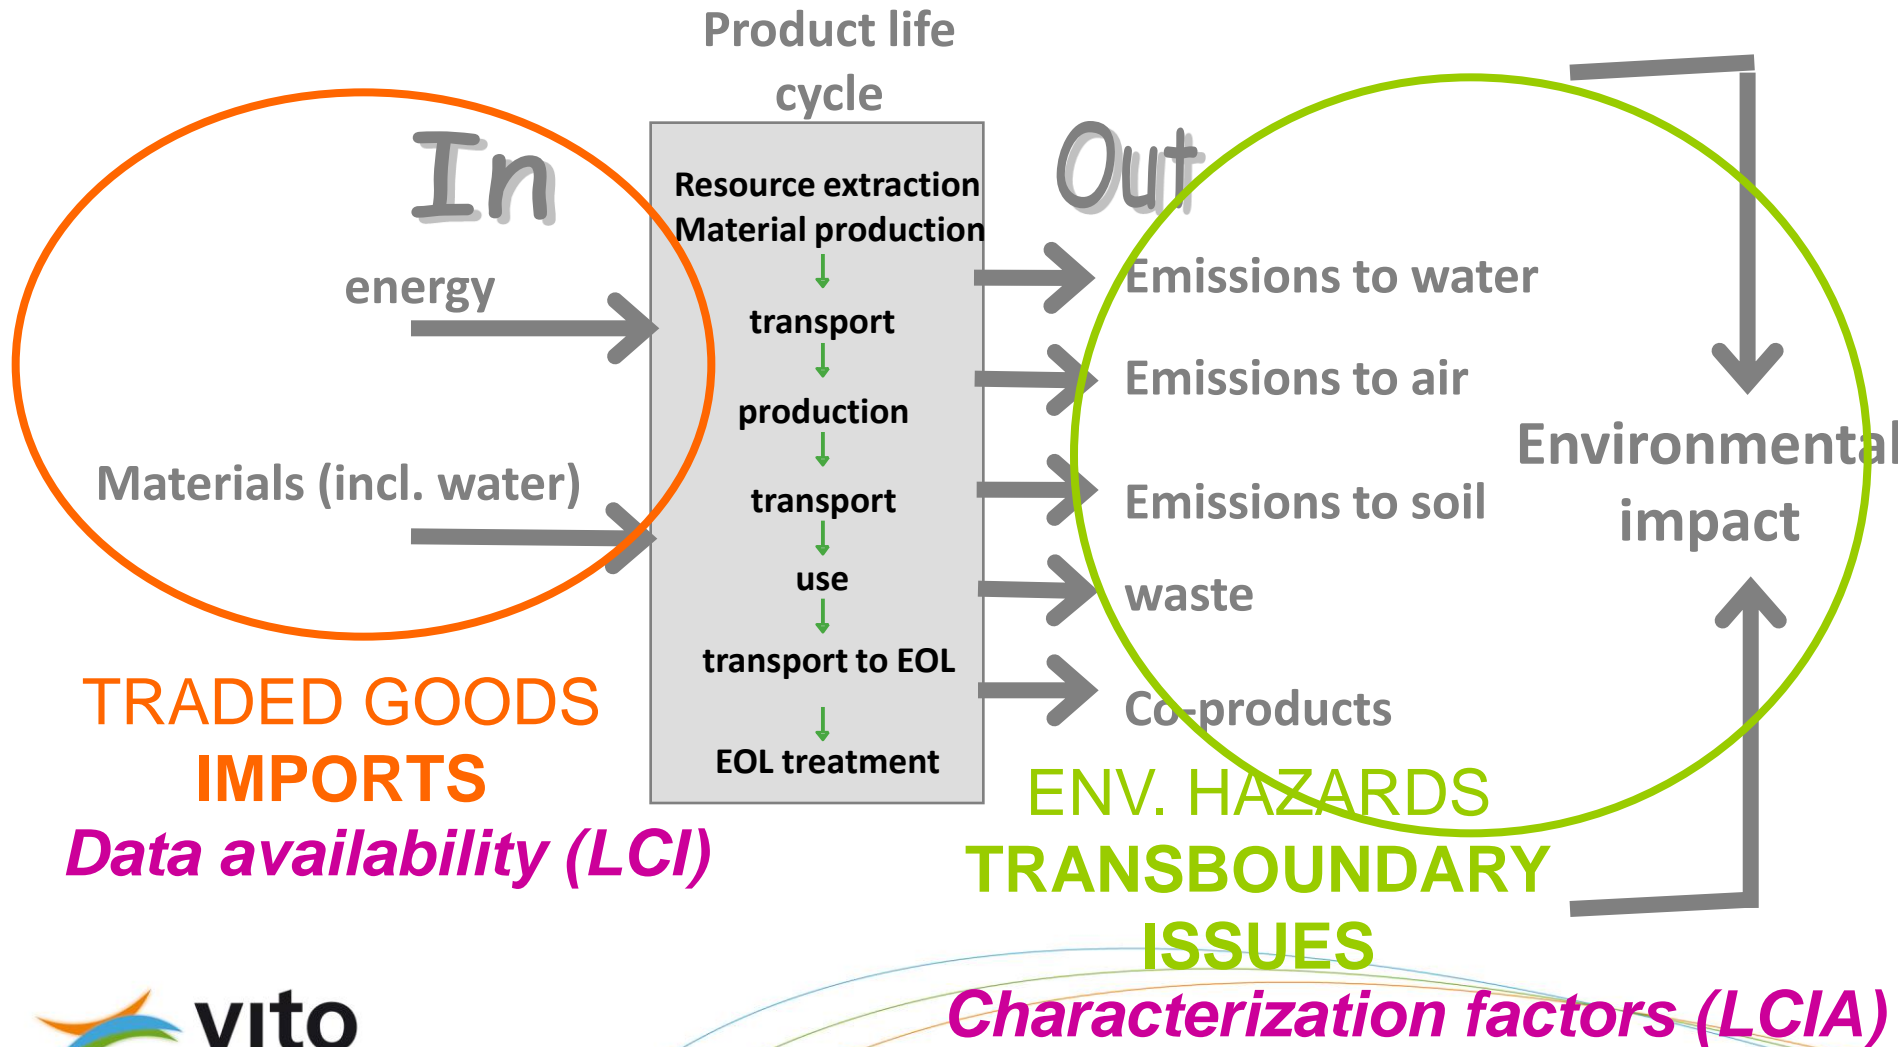 Product life
cycle
In
energy
Materials (incl. water)
TRADED GOODS
IMPORTS
Data availability (LCI)
Resource extraction
Material production
transport
production
transport
use
transport to EOL
EOL treatment
Out
Emissions to water
Emissions to air
Emissions to soil
waste
Co-products
Environmental
impact
ENV. HAZARDS
TRANSBOUNDARY
ISSUES
Characterization factors (LCIA)
vito